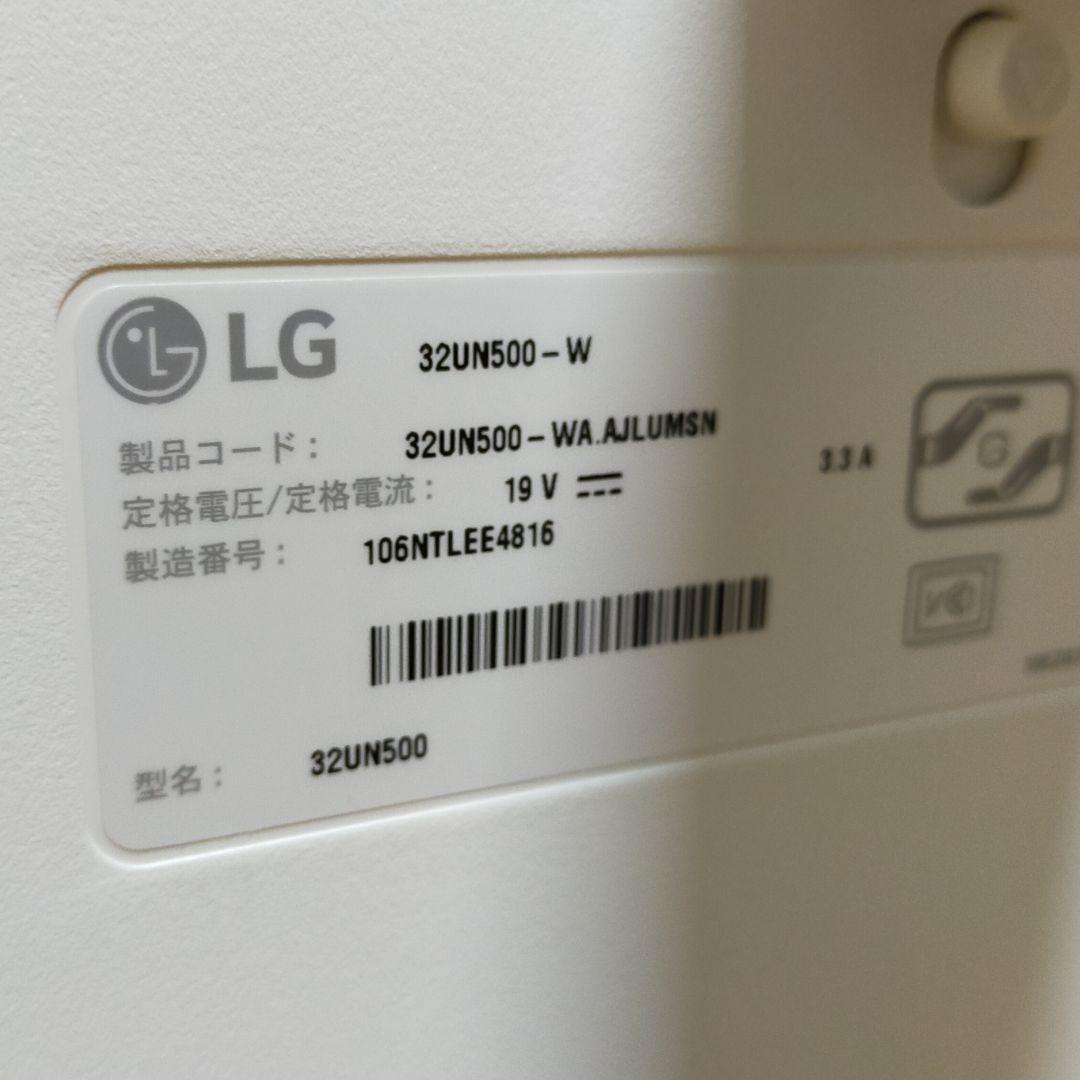 LG 32UN500-W
製品コード： 32UN500-WA.AJLUMSN
定格電圧/定格電流： 19 V ⎓ 3.3 A
製造番号： 106NTLEE4816
型名： 32UN500